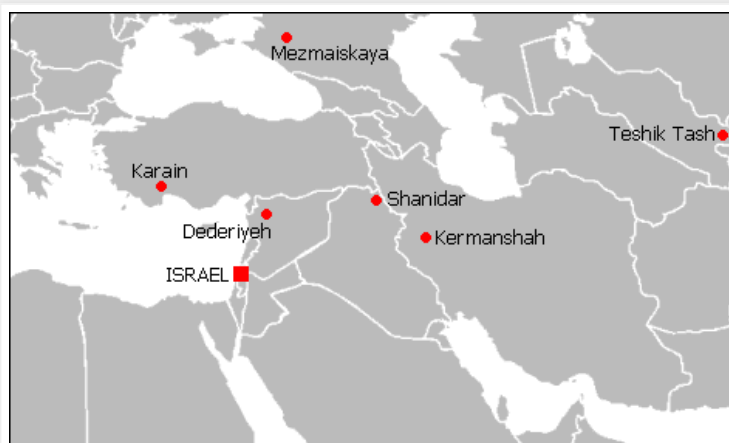 Mezmaiskaya
Teshik Tash
Karain
Shanidar
Dederiyeh
Kermanshah
ISRAEL